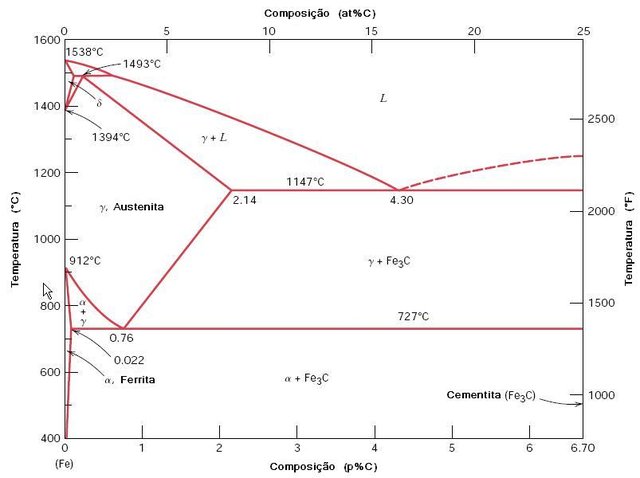 Composição (at%C)
0 5 10 15 20 25
1600
1538°C
1493°C
δ
L
1400
2500
1394°C
γ + L
1200
1147°C
2.14
4.30
2000
γ, Austenita
Temperatura (°C)
Temperatura (°F)
1000
912°C
γ + Fe3C
α
+
γ
800
1500
727°C
0.76
0.022
600
α, Ferrita
α + Fe3C
Cementita (Fe3C)
1000
400
0 1 2 3 4 5 6 6.70
(Fe)
Composição (p%C)